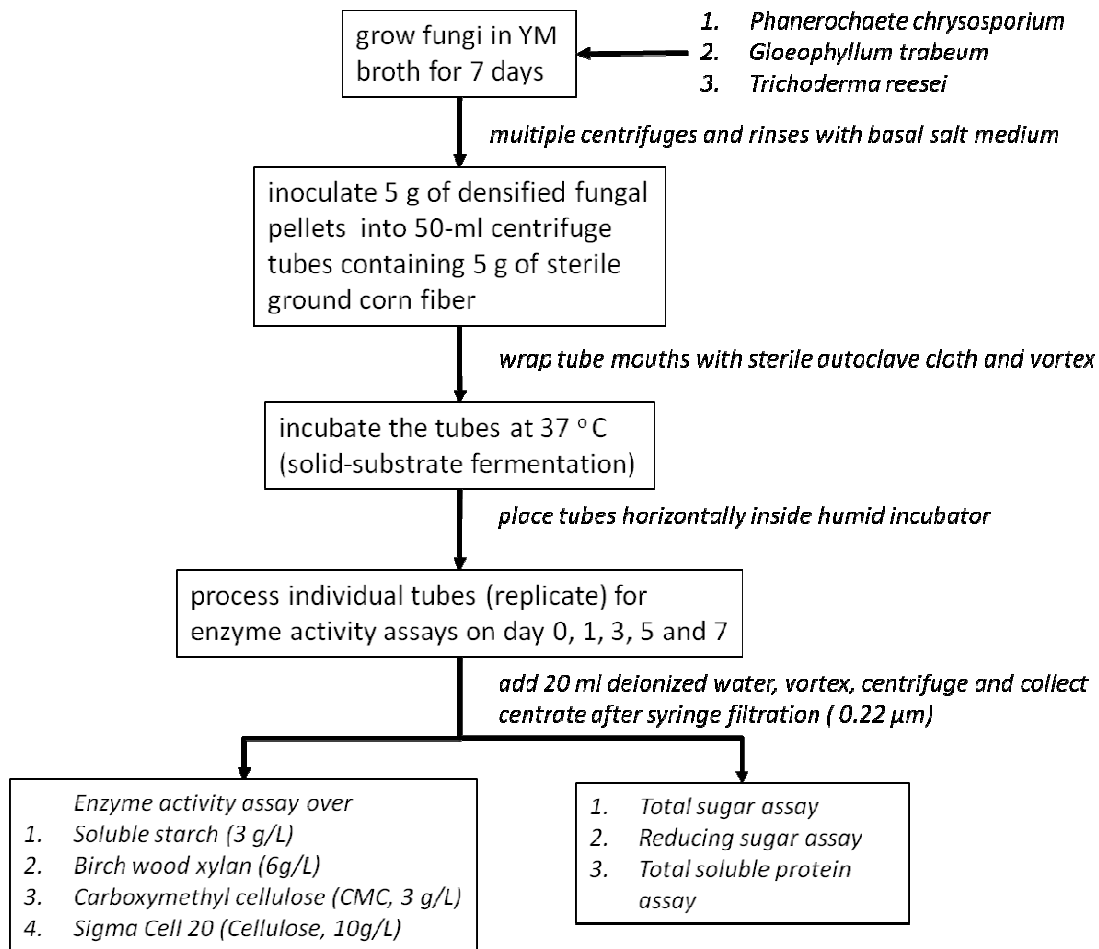 grow fungi in YM
broth for 7 days
1. Phanerochaete chrysosporium
2. Gloeophyllum trabeum
3. Trichoderma reesei
multiple centrifuges and rinses with basal salt medium
inoculate 5 g of densified fungal
pellets into 50-ml centrifuge
tubes containing 5 g of sterile
ground corn fiber
wrap tube mouths with sterile autoclave cloth and vortex
incubate the tubes at 37 °C
(solid-substrate fermentation)
place tubes horizontally inside humid incubator
process individual tubes (replicate) for
enzyme activity assays on day 0, 1, 3, 5 and 7
add 20 ml deionized water, vortex, centrifuge and collect
centrate after syringe filtration ( 0.22 µm)
Enzyme activity assay over
1. Soluble starch (3 g/L)
2. Birch wood xylan (6g/L)
3. Carboxymethyl cellulose (CMC, 3 g/L)
4. Sigma Cell 20 (Cellulose, 10g/L)
1. Total sugar assay
2. Reducing sugar assay
3. Total soluble protein
assay